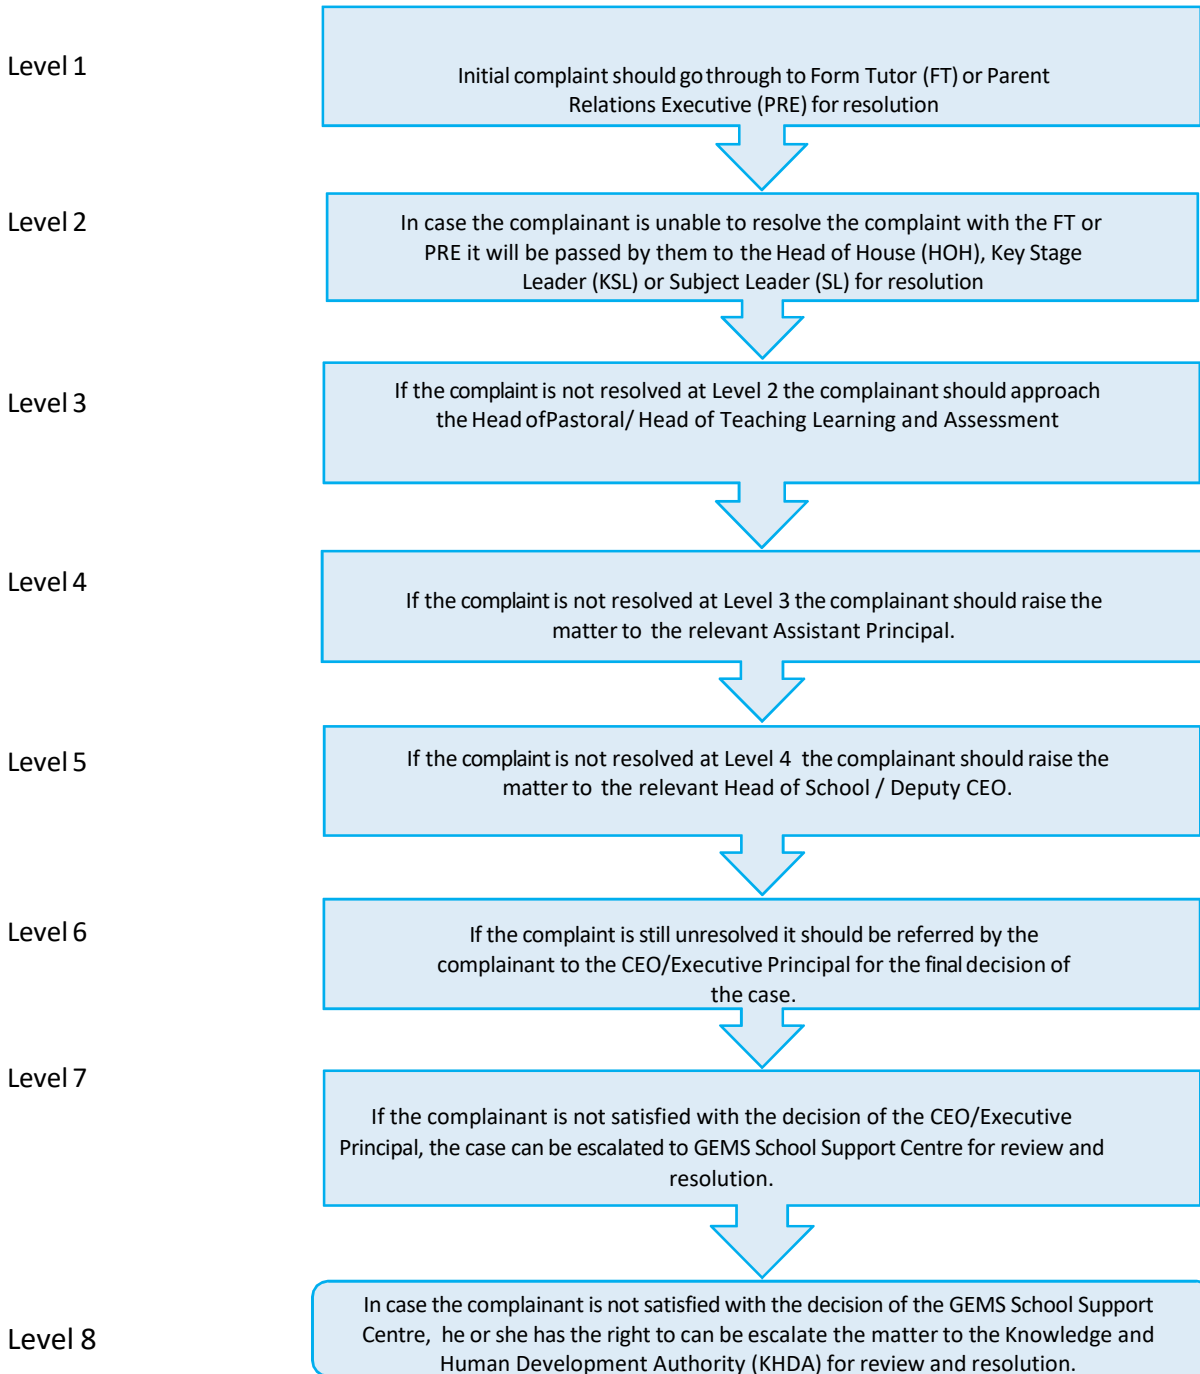 Level 1
Initial complaint should go through to Form Tutor (FT) or Parent
Relations Executive (PRE) for resolution
Level 2
In case the complainant is unable to resolve the complaint with the FT or
PRE it will be passed by them to the Head of House (HOH), Key Stage
Leader (KSL) or Subject Leader (SL) for resolution
Level 3
If the complaint is not resolved at Level 2 the complainant should approach
the Head ofPastoral/ Head of Teaching Learning and Assessment
Level 4
If the complaint is not resolved at Level 3 the complainant should raise the
matter to the relevant Assistant Principal.
Level 5
If the complaint is not resolved at Level 4 the complainant should raise the
matter to the relevant Head of School / Deputy CEO.
Level 6
If the complaint is still unresolved it should be referred by the
complainant to the CEO/Executive Principal for the final decision of
the case.
Level 7
If the complainant is not satisfied with the decision of the CEO/Executive
Principal, the case can be escalated to GEMS School Support Centre for review and
resolution.
Level 8
In case the complainant is not satisfied with the decision of the GEMS School Support
Centre, he or she has the right to can be escalate the matter to the Knowledge and
Human Development Authority (KHDA) for review and resolution.